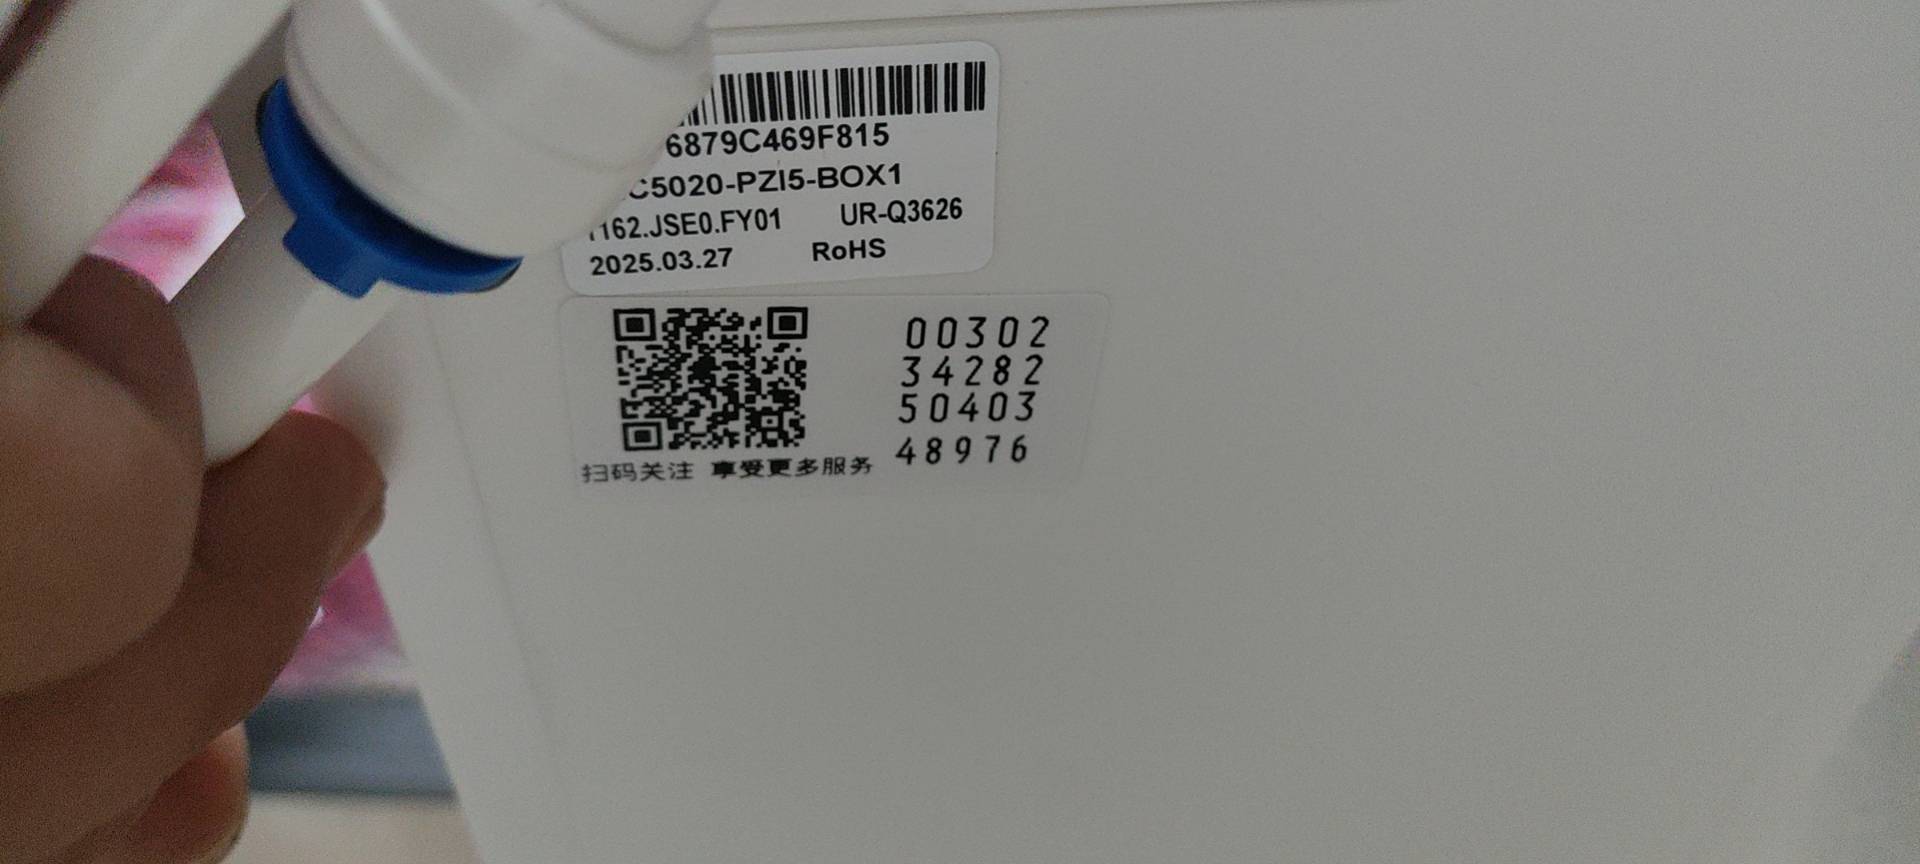 6879C469F815
C5020-PZI5-BOX1
1162.JSE0.FY01 UR-Q3626
2025.03.27 RoHS
00302
34282
50403
48976
扫码关注 享受更多服务